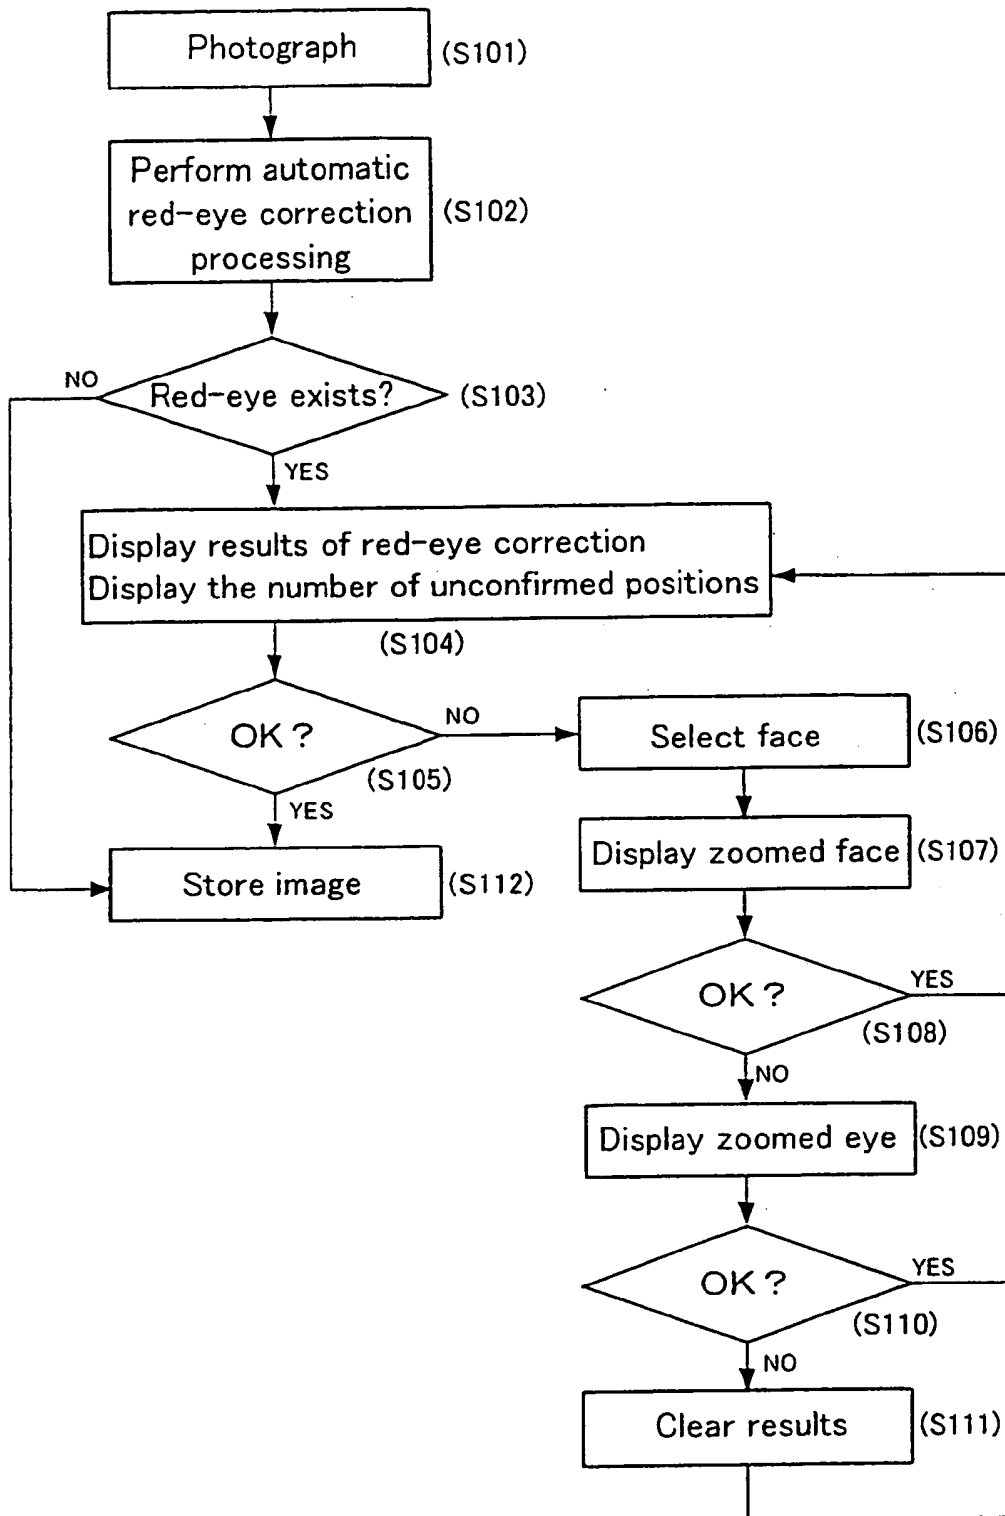 Photograph
(S101)
Perform automatic
red-eye correction
processing
(S102)
Red-eye exists?
(S103)
NO
YES
Display results of red-eye correction
Display the number of unconfirmed positions
(S104)
OK?
(S105)
NO
YES
Select face
(S106)
Display zoomed face
(S107)
Store image
(S112)
OK?
YES
(S108)
NO
Display zoomed eye
(S109)
OK?
YES
(S110)
NO
Clear results
(S111)